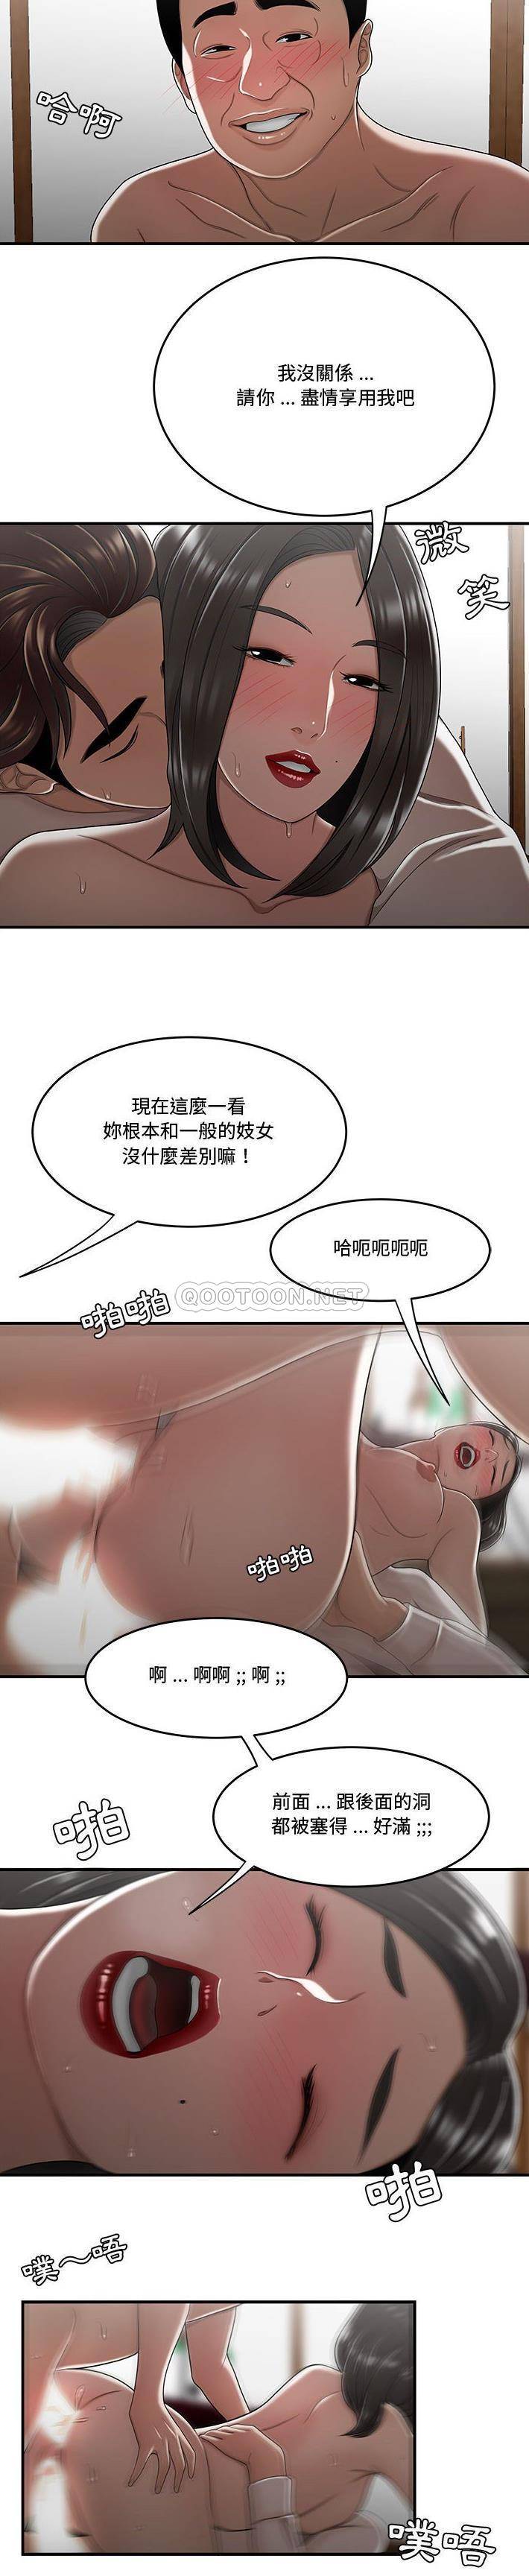 哈啊
我沒關係 ...
請你 ... 盡情享用我吧
微笑
現在這麼一看
妳根本和一般的妓女
沒什麼差別嘛！
哈呃呃呃呃
QOOTOON.NET
啪啪
啪啪
啊 ... 啊啊 ;; 啊 ;;
前面 ... 跟後面的洞
都被塞得 ... 好滿 ;;;
啪
啪
噗～唔
噗唔